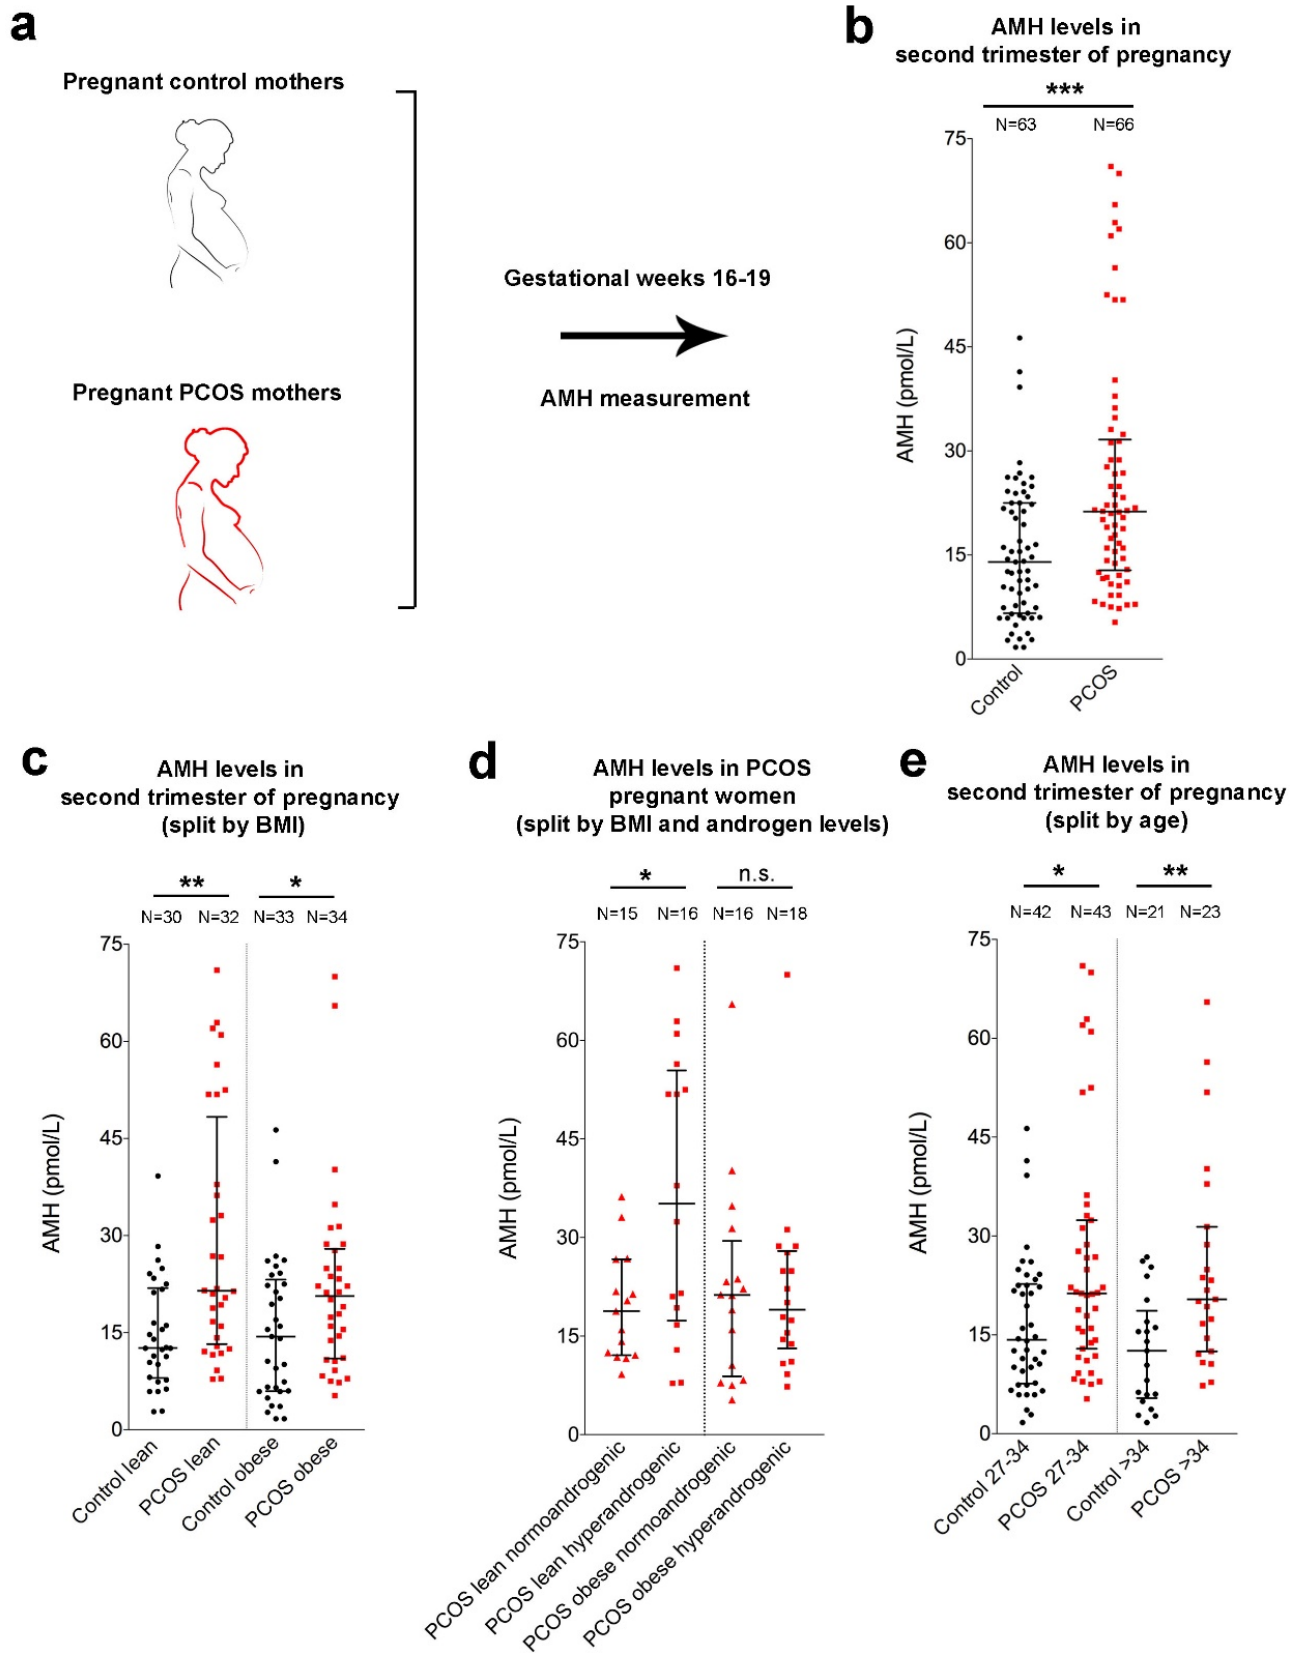 a
Pregnant control mothers
Pregnant PCOS mothers
Gestational weeks 16-19
AMH measurement
b
AMH levels in
second trimester of pregnancy
***
N=63 N=66
75
60
45
30
15
0
AMH (pmol/L)
Control
PCOS
c
AMH levels in
second trimester of pregnancy
(split by BMI)
** *
N=30 N=32 N=33 N=34
75
60
45
30
15
0
AMH (pmol/L)
Control lean
PCOS lean
Control obese
PCOS obese
d
AMH levels in PCOS
pregnant women
(split by BMI and androgen levels)
* n.s.
N=15 N=16 N=16 N=18
75
60
45
30
15
0
AMH (pmol/L)
PCOS lean normoandrogenic
PCOS lean hyperandrogenic
PCOS obese normoandrogenic
PCOS obese hyperandrogenic
e
AMH levels in
second trimester of pregnancy
(split by age)
* **
N=42 N=43 N=21 N=23
75
60
45
30
15
0
AMH (pmol/L)
Control 27-34
PCOS 27-34
Control >34
PCOS >34